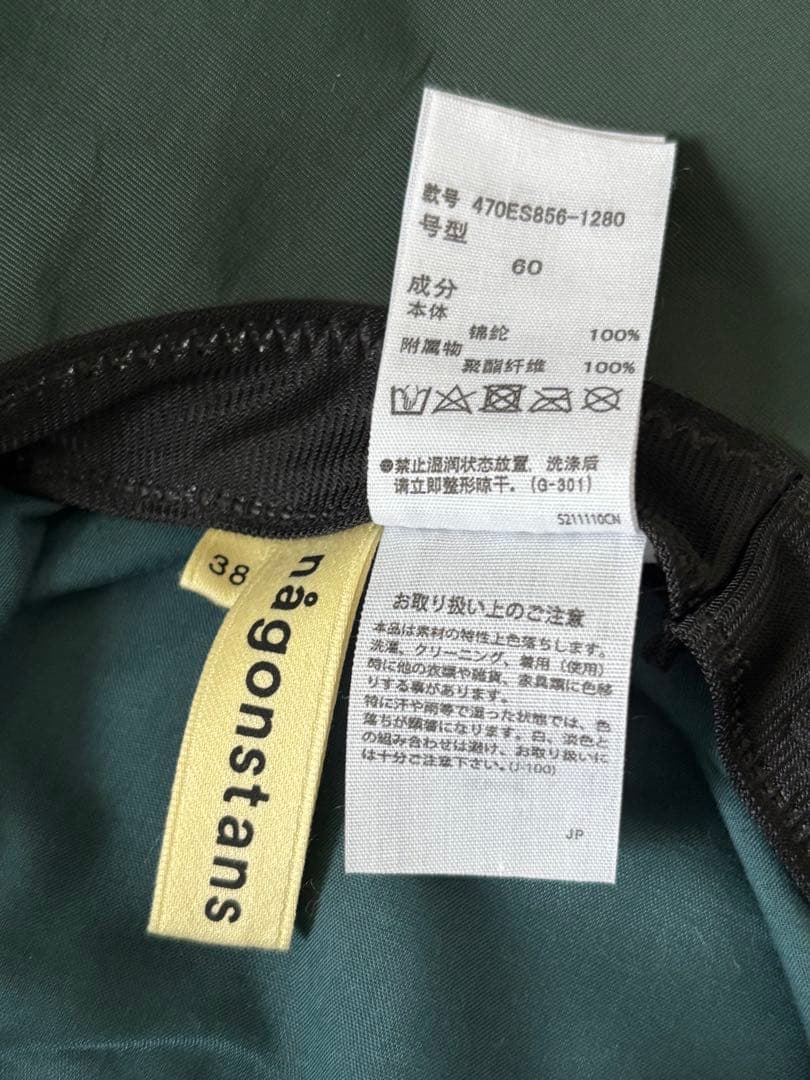 款号 470ES856-1280
号型
60
成分
本体
锦纶 100%
附属物
聚酯纤维 100%
●禁止湿润状态放置, 洗涤后
请立即整形晾干。(G-301)
S211110CN
38
någonstans
お取り扱い上のご注意
本品は素材の特性上色落ちします。
洗濯、クリーニング、着用(使用)
時に他の衣類や雑貨、家具類に色移
りする事があります。
特に汗や雨等で湿った状態では、色
落ちが顕著になります。白、淡色と
の組み合わせは避け、お取り扱いに
は十分ご注意下さい。(J-100)
JP